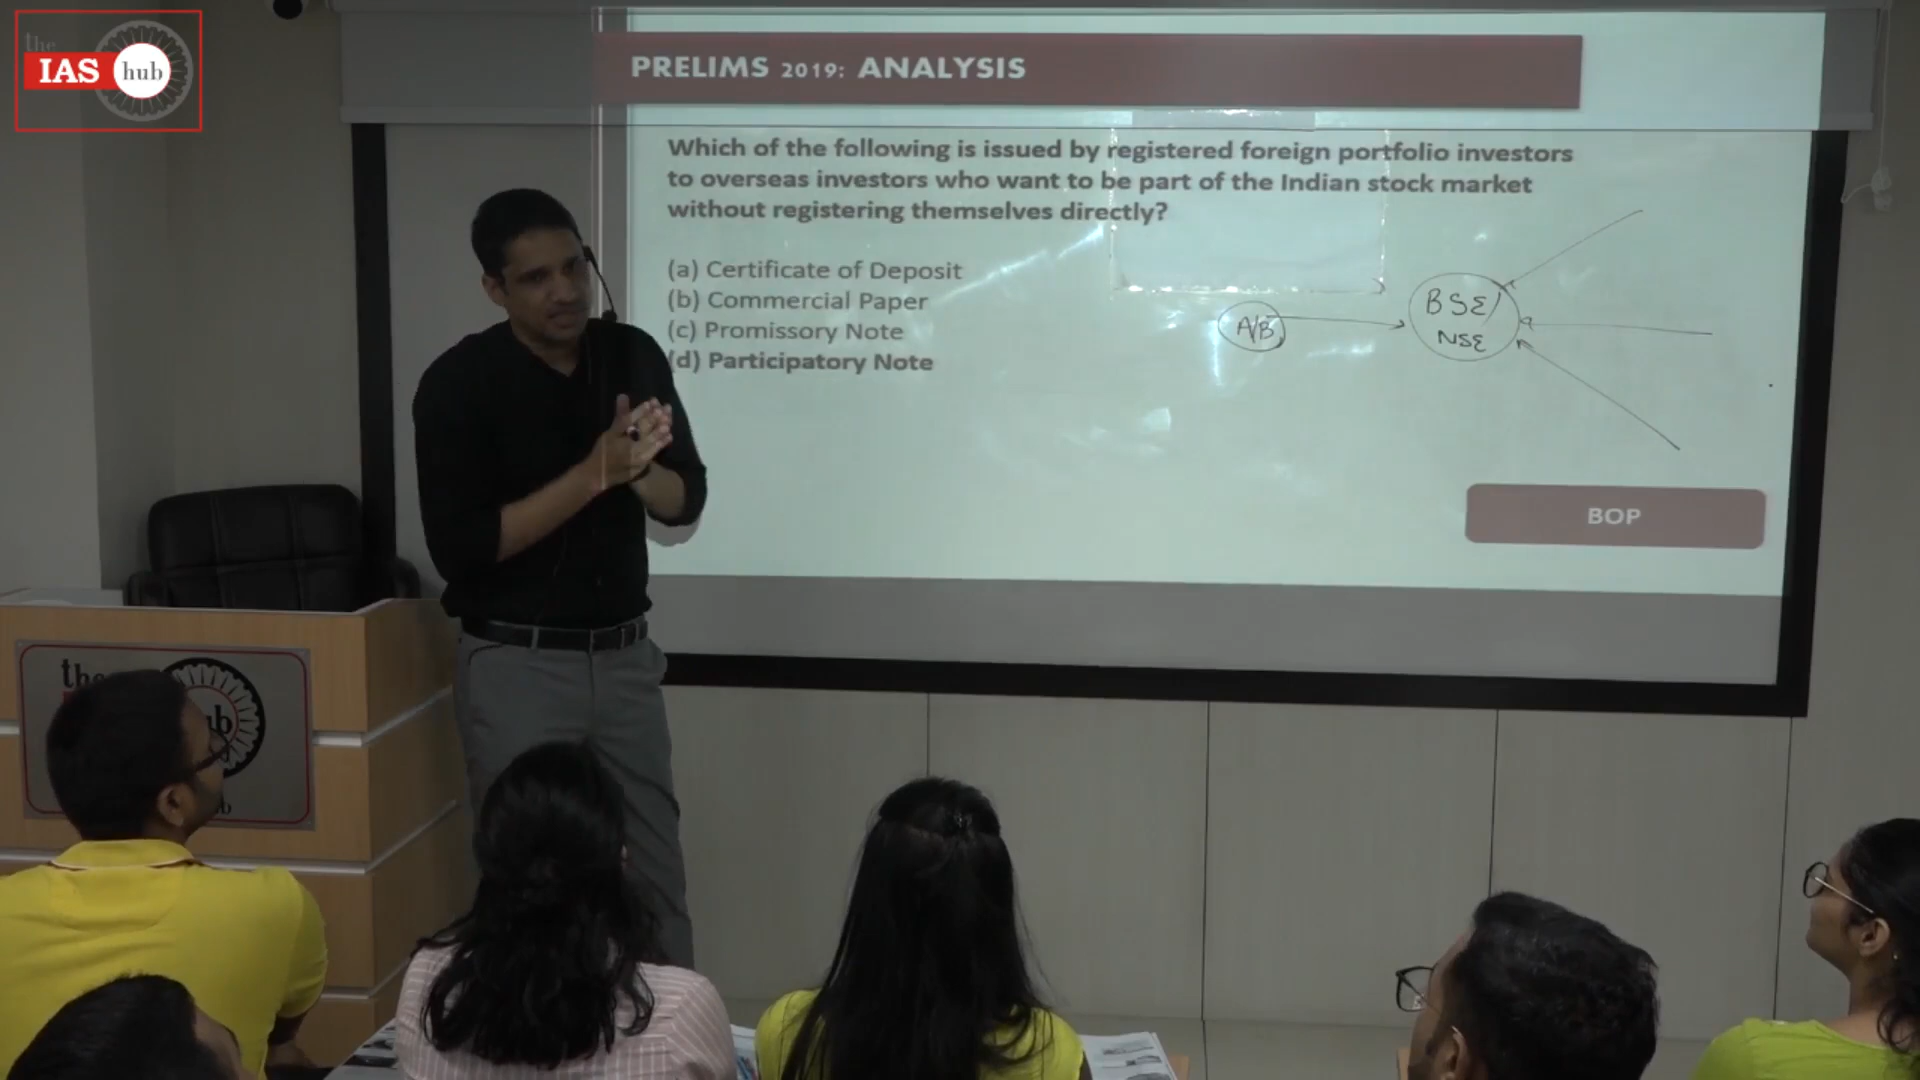 the
IAS hub
PRELIMS 2019: ANALYSIS
Which of the following is issued by registered foreign portfolio investors
to overseas investors who want to be part of the Indian stock market
without registering themselves directly?
(a) Certificate of Deposit
(b) Commercial Paper
(c) Promissory Note
(d) Participatory Note
A/B
BSE/
NSE
BOP
the
ub